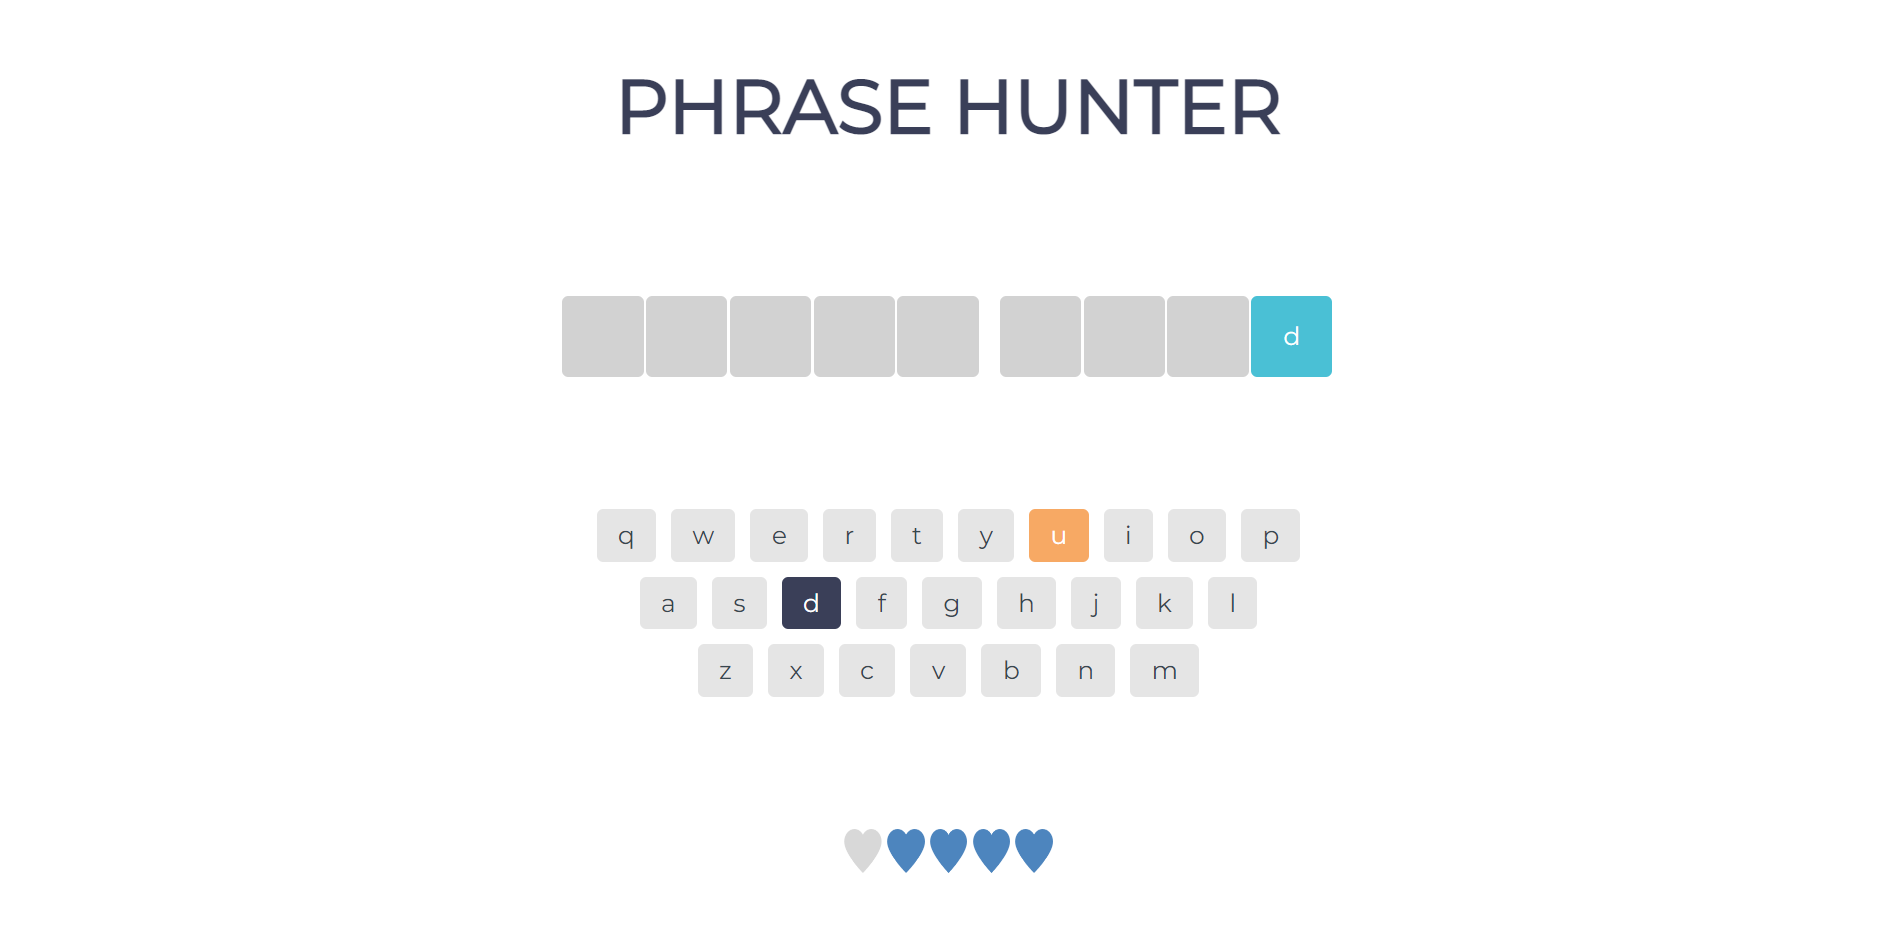 PHRASE HUNTER
d
q w e r t y u i o p
a s d f g h j k l
z x c v b n m